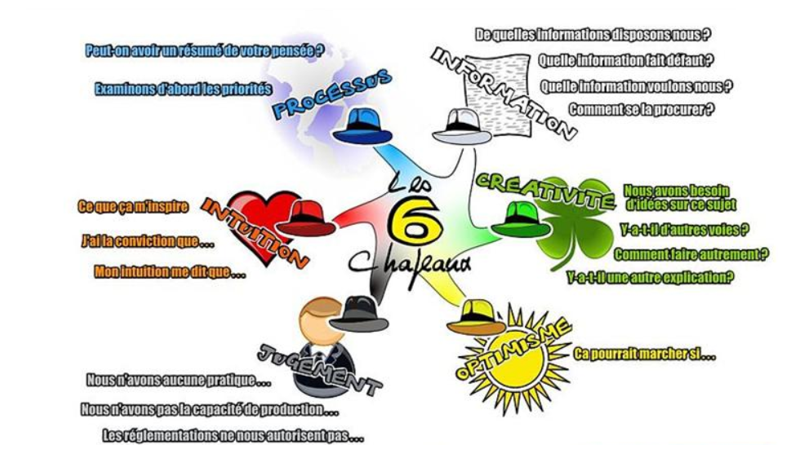 Peut-on avoir un résumé de votre pensée ?
Examinons d'abord les priorités
PROCESSUS
De quelles informations disposons nous ?
Quelle information fait défaut ?
Quelle information voulons nous ?
Comment se la procurer ?
INFORMATION
Les
6
Chapeaux
CREATIVITÉ
Nous avons besoin
d'idées sur ce sujet
Y-a-t-il d'autres voies ?
Comment faire autrement ?
Y-a-t-il une autre explication?
Ce que ça m'inspire
J'ai la conviction que . . .
Mon intuition me dit que . . .
INTUITION
OPTIMISME
Ca pourrait marcher si . . .
JUGEMENT
Nous n'avons aucune pratique . . .
Nous n'avons pas la capacité de production . . .
Les réglementations ne nous autorisent pas . . .